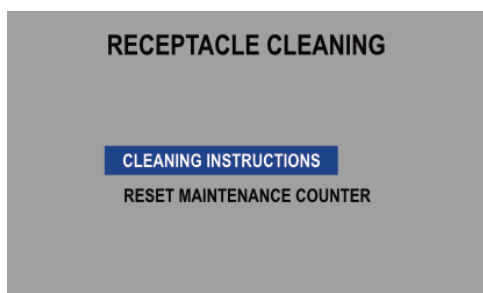 RECEPTACLE CLEANING
CLEANING INSTRUCTIONS
RESET MAINTENANCE COUNTER